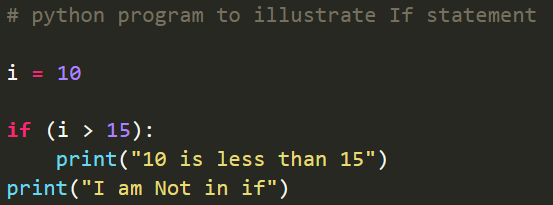 # python program to illustrate If statement
i = 10
if (i > 15):
    print("10 is less than 15")
print("I am Not in if")